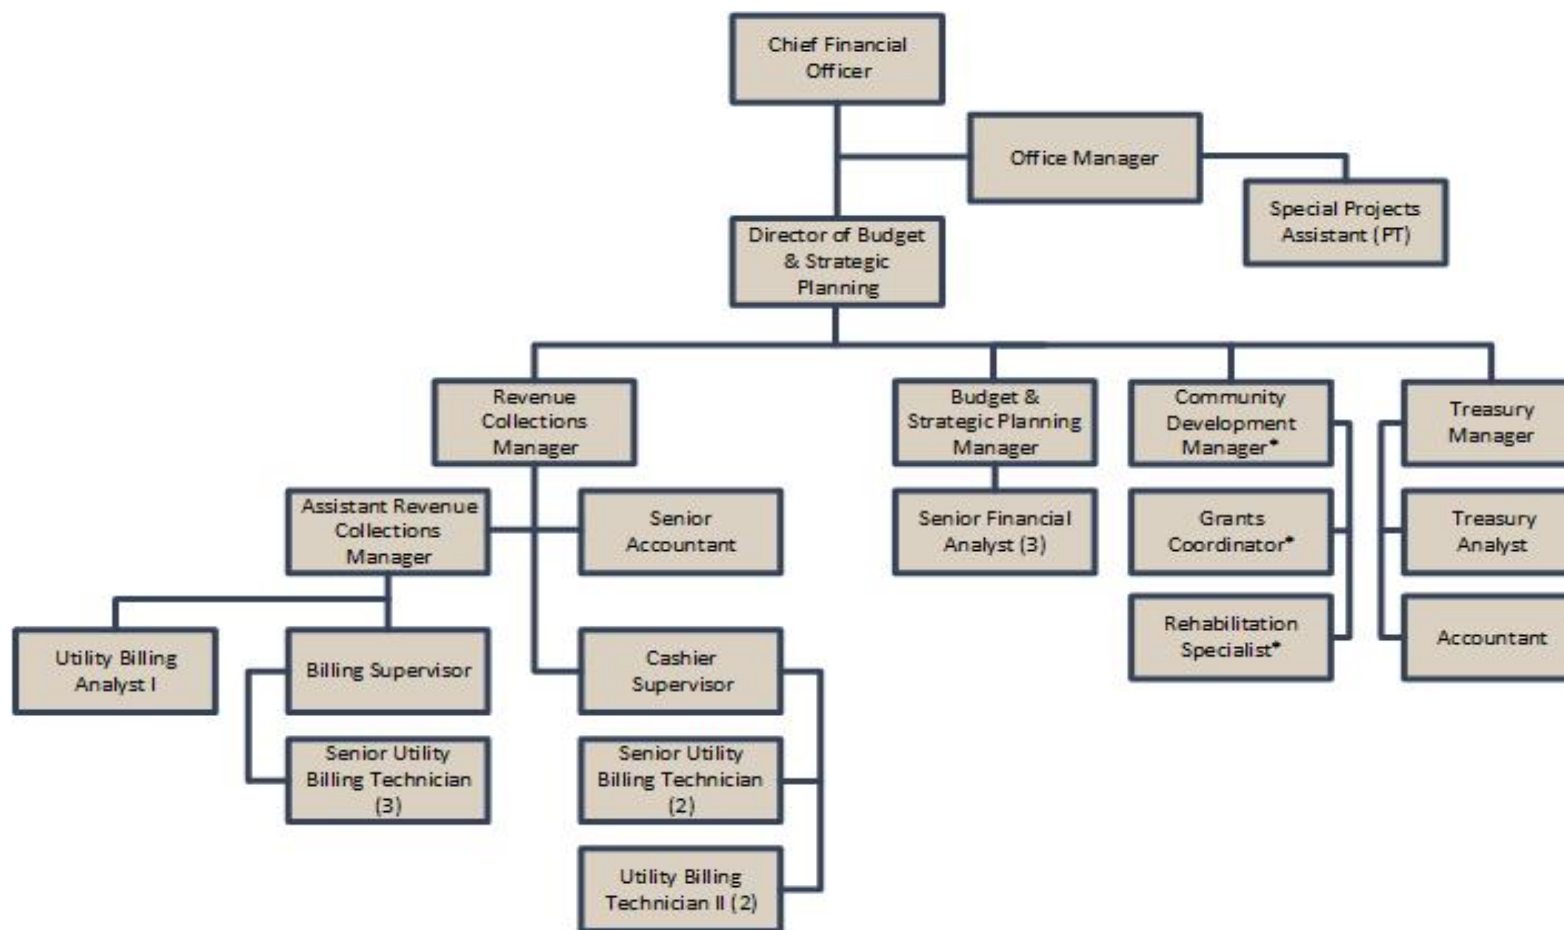 Chief Financial
Officer
Office Manager
Special Projects
Assistant (PT)
Director of Budget
& Strategic
Planning
Revenue
Collections
Manager
Budget &
Strategic Planning
Manager
Community
Development
Manager*
Treasury
Manager
Assistant Revenue
Collections
Manager
Senior
Accountant
Senior Financial
Analyst (3)
Grants
Coordinator*
Treasury
Analyst
Utility Billing
Analyst I
Billing Supervisor
Cashier
Supervisor
Rehabilitation
Specialist*
Accountant
Senior Utility
Billing Technician
(3)
Senior Utility
Billing Technician
(2)
Utility Billing
Technician II (2)